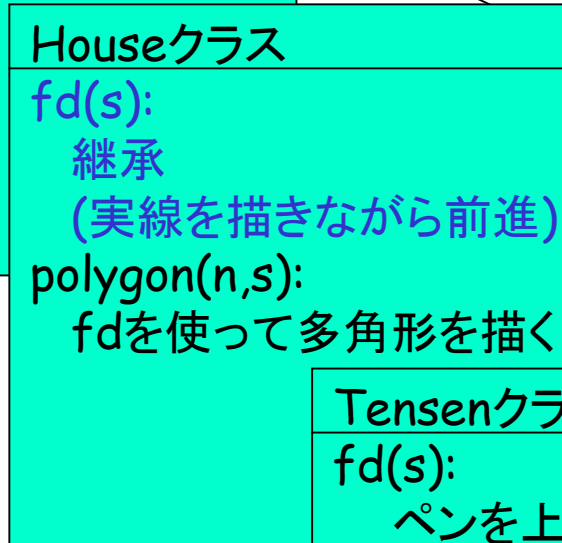 Houseクラス
fd(s):
継承
(実線を描きながら前進)
polygon(n,s):
fdを使って多角形を描く
Tensenクラ
fd(s):
ペンを上